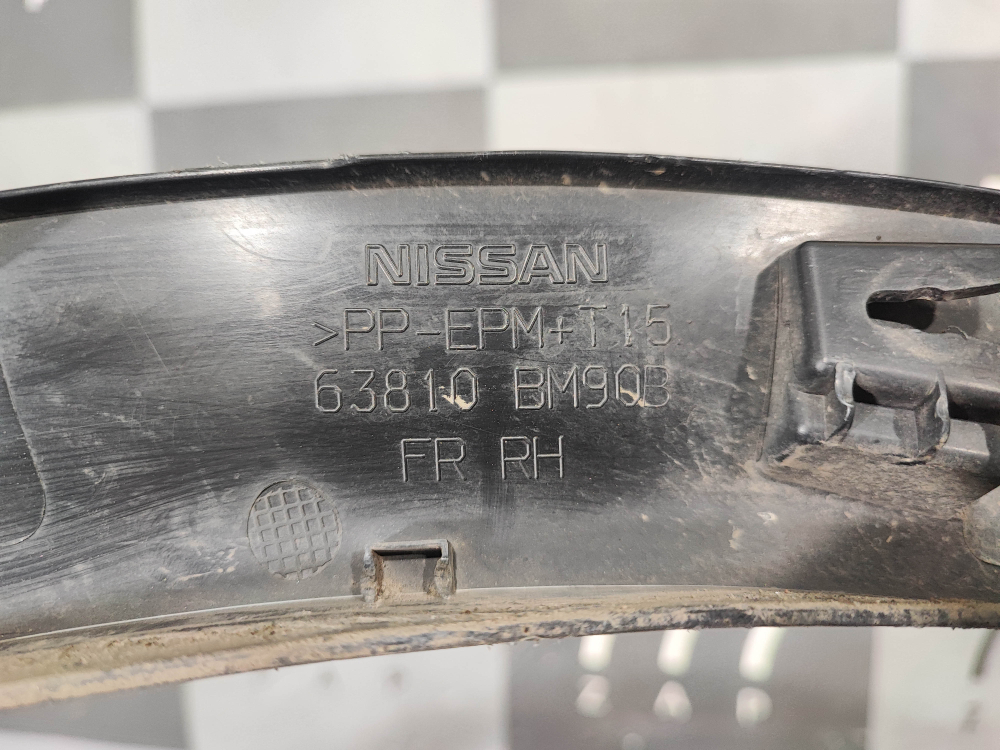 NISSAN
>PP-EPM+T15
63810 BM90B
FR RH